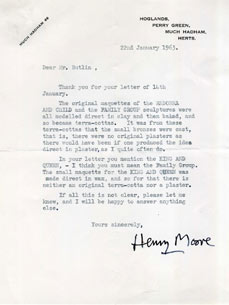 MUCH HADHAM 66
HOGLANDS,
PERRY GREEN,
MUCH HADHAM,
HERTS.
22nd January 1963.
Dear Mr. Butlin,
Thank you for your letter of 14th
January.
The original maquettes of the MADONNA
AND CHILD and the FAMILY GROUP sculptures were
all modelled direct in clay and then baked, and
so became terra-cottas. It was from these
terra-cottas that the small bronzes were cast,
that is, there were no original plasters as
there would have been if one produced the idea
direct in plaster, as I quite often do.
In your letter you mention the KING AND
QUEEN, - I think you must mean the Family Group.
The small maquette for the KING AND QUEEN was
made direct in wax, and so for that there is
neither an original terra-cotta nor a plaster.
If all this is not clear, please let me
know, and I will be happy to answer anything
else.
Yours sincerely,
Henry Moore